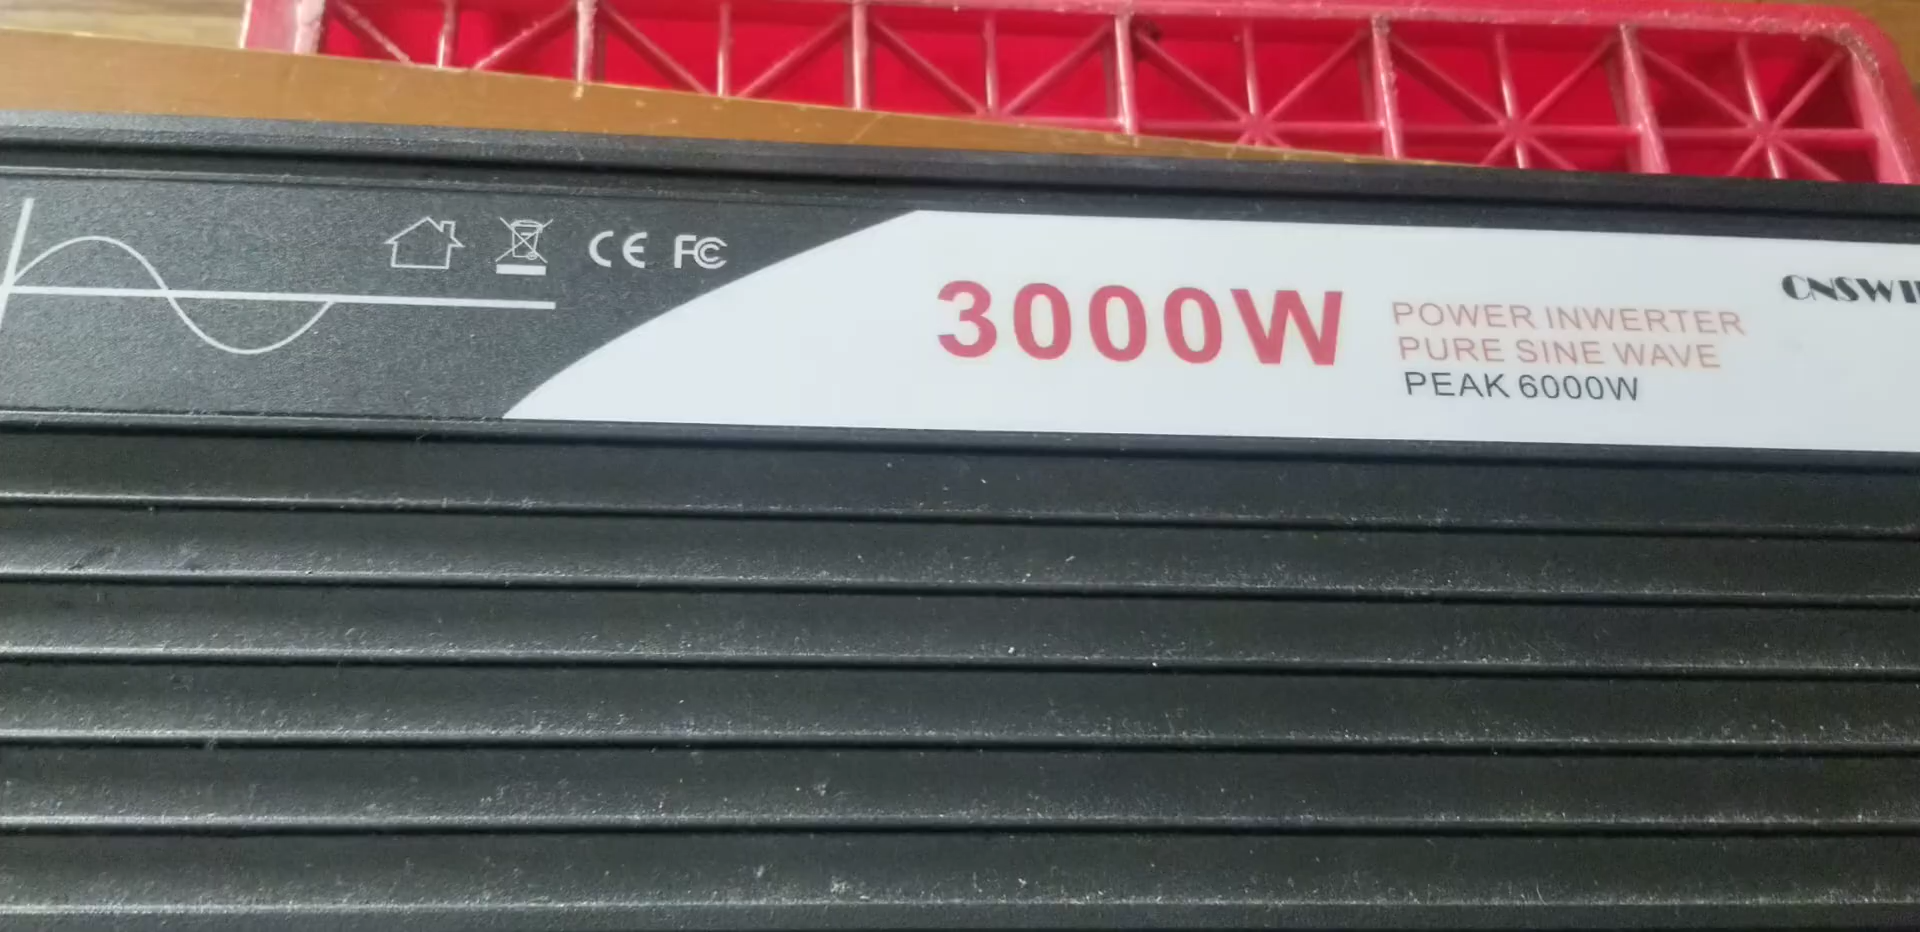 CE FC
3000W
POWER INWERTER
PURE SINE WAVE
PEAK 6000W